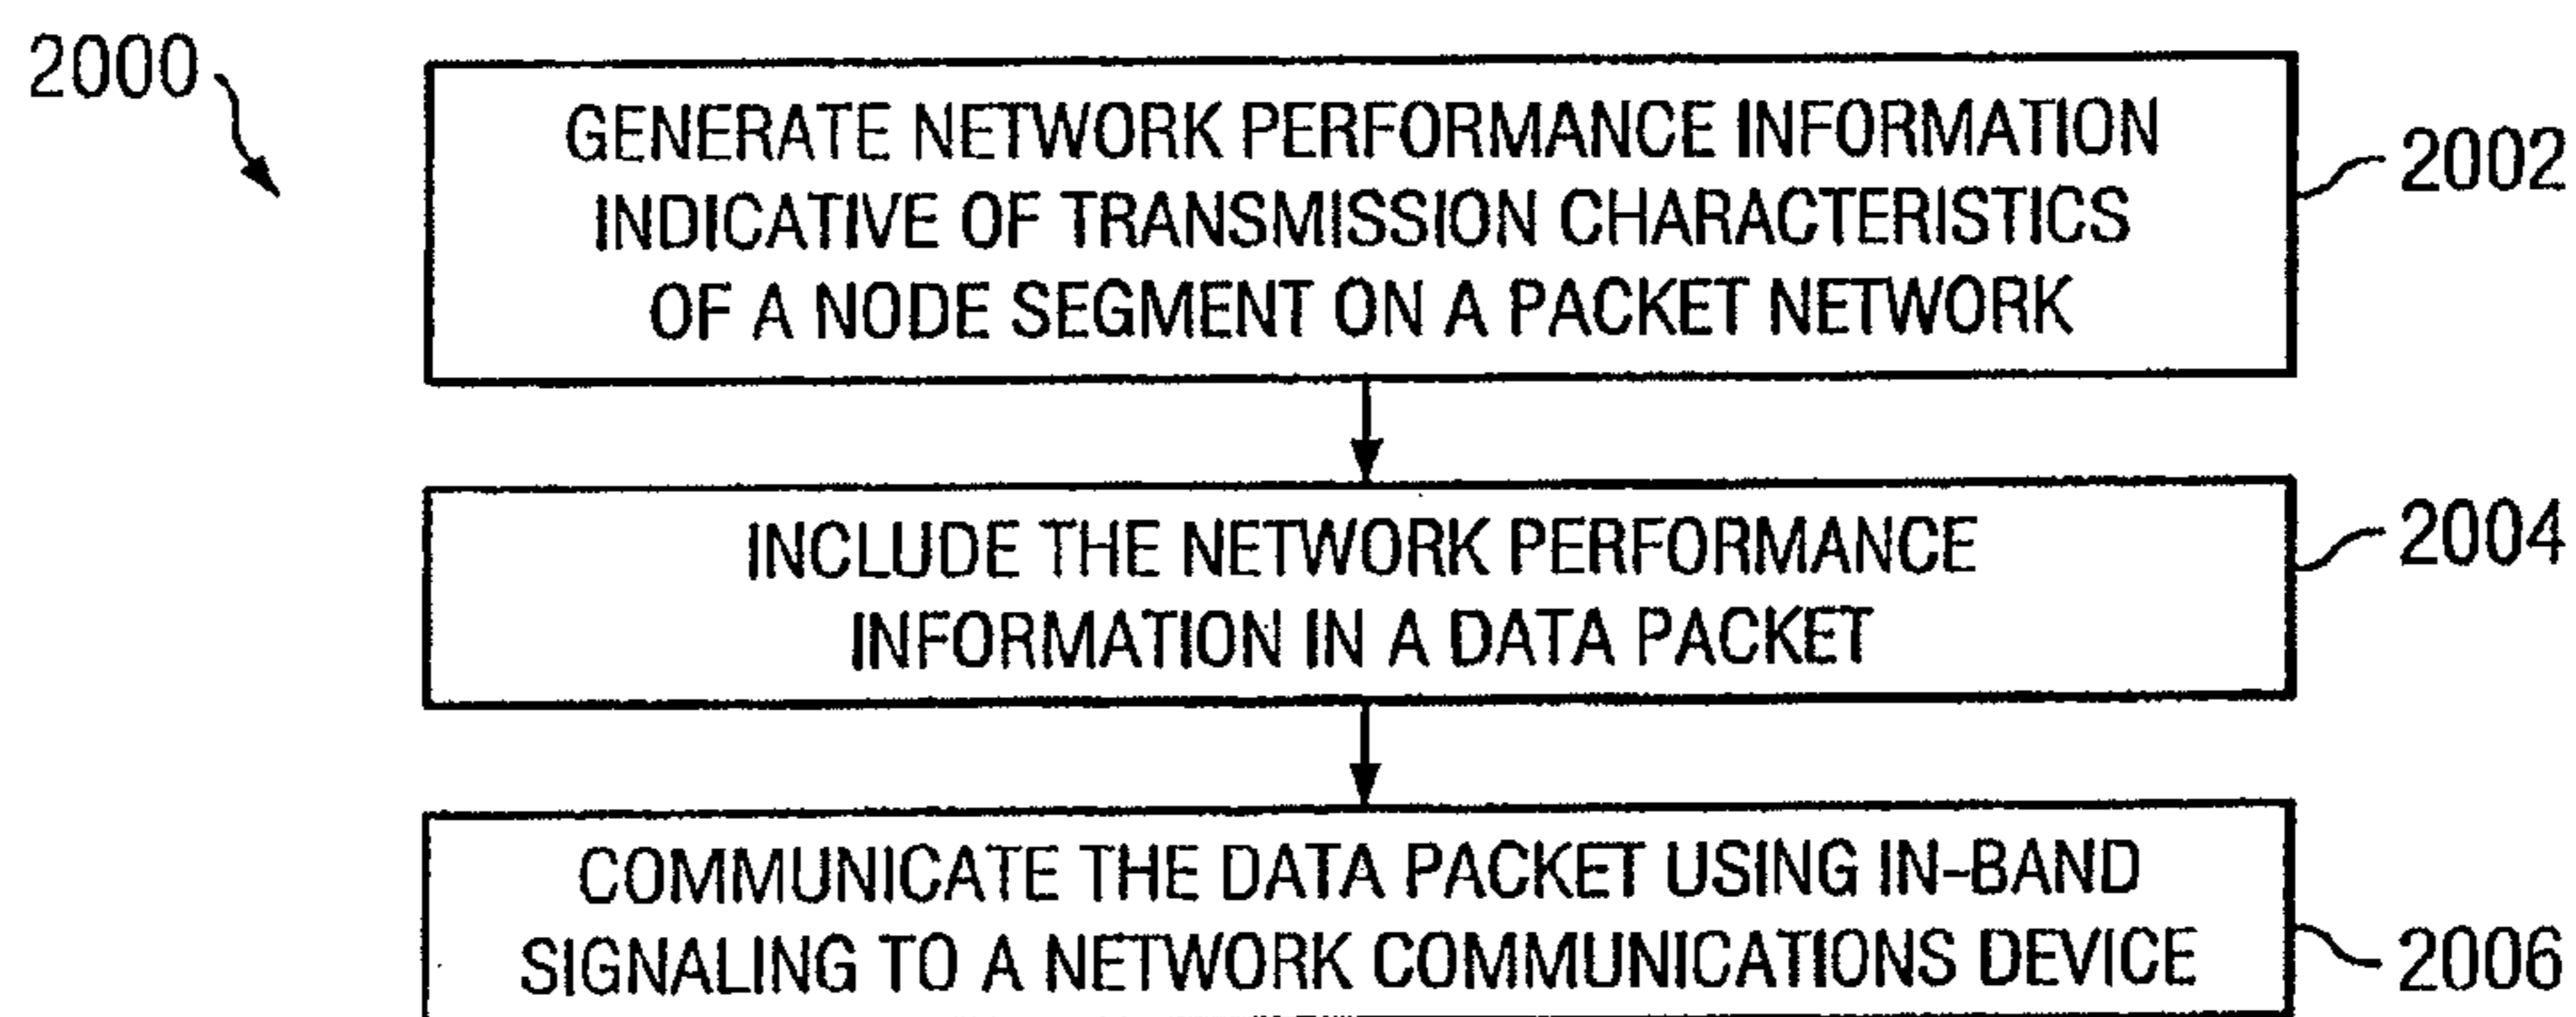 2000
GENERATE NETWORK PERFORMANCE INFORMATION
INDICATIVE OF TRANSMISSION CHARACTERISTICS
OF A NODE SEGMENT ON A PACKET NETWORK
2002
INCLUDE THE NETWORK PERFORMANCE
INFORMATION IN A DATA PACKET
2004
COMMUNICATE THE DATA PACKET USING IN-BAND
SIGNALING TO A NETWORK COMMUNICATIONS DEVICE
2006